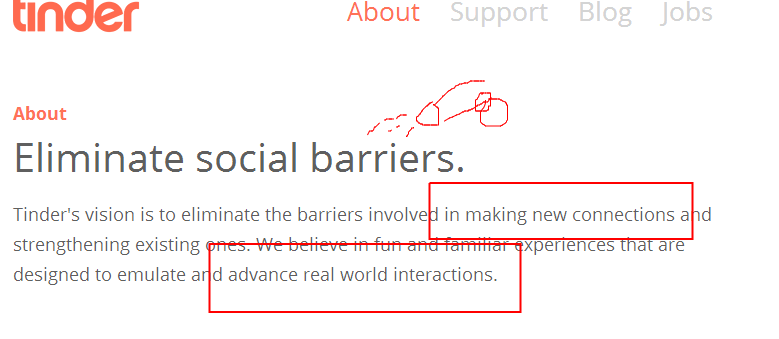 tinder
About Support Blog Jobs
About
Eliminate social barriers.
Tinder's vision is to eliminate the barriers involved in making new connections and
strengthening existing ones. We believe in fun and familiar experiences that are
designed to emulate and advance real world interactions.